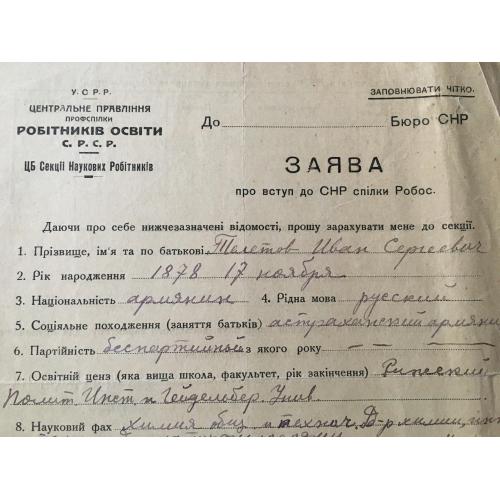 У. С. Р. Р.
ЦЕНТРАЛЬНЕ ПРАВЛІННЯ
ПРОФСПІЛКИ
РОБІТНИКІВ ОСВІТИ
С. Р. С. Р.
ЦБ Секції Наукових Робітників
ЗАПОВНЮВАТИ ЧІТКО.
До Бюро СНР
ЗАЯВА
про вступ до СНР спілки Робос.
Даючи про себе нижчезазначені відомості, прошу зарахувати мене до секції.
1. Прізвище, ім'я та по батькові Телетов Иван Сергеевич
2. Рік народження 1878 17 ноября
3. Національність армянин 4. Рідна мова русский
5. Соціяльне походження (заняття батьків) астраханский армянин
6. Партійність беспартийной з якого року — — —
7. Освітній ценз (яка вища школа, факультет, рік закінчення) Рижский
Полит. Инст. и Гейдельбер. Унив.
8. Науковий фах химия общ и технич. Д-р химии, инж